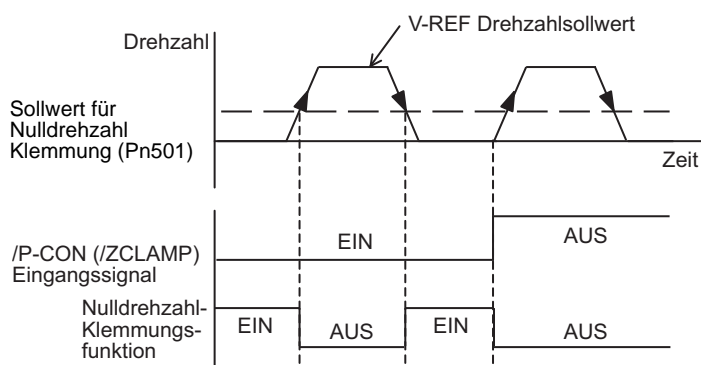 V-REF Drehzahlsollwert
Drehzahl
Sollwert für
Nulldrehzahl
Klemmung (Pn501)
Zeit
/P-CON (/ZCLAMP)
Eingangssignal
EIN
AUS
Nulldrehzahl-
Klemmungs-
funktion
EIN
AUS
EIN
AUS